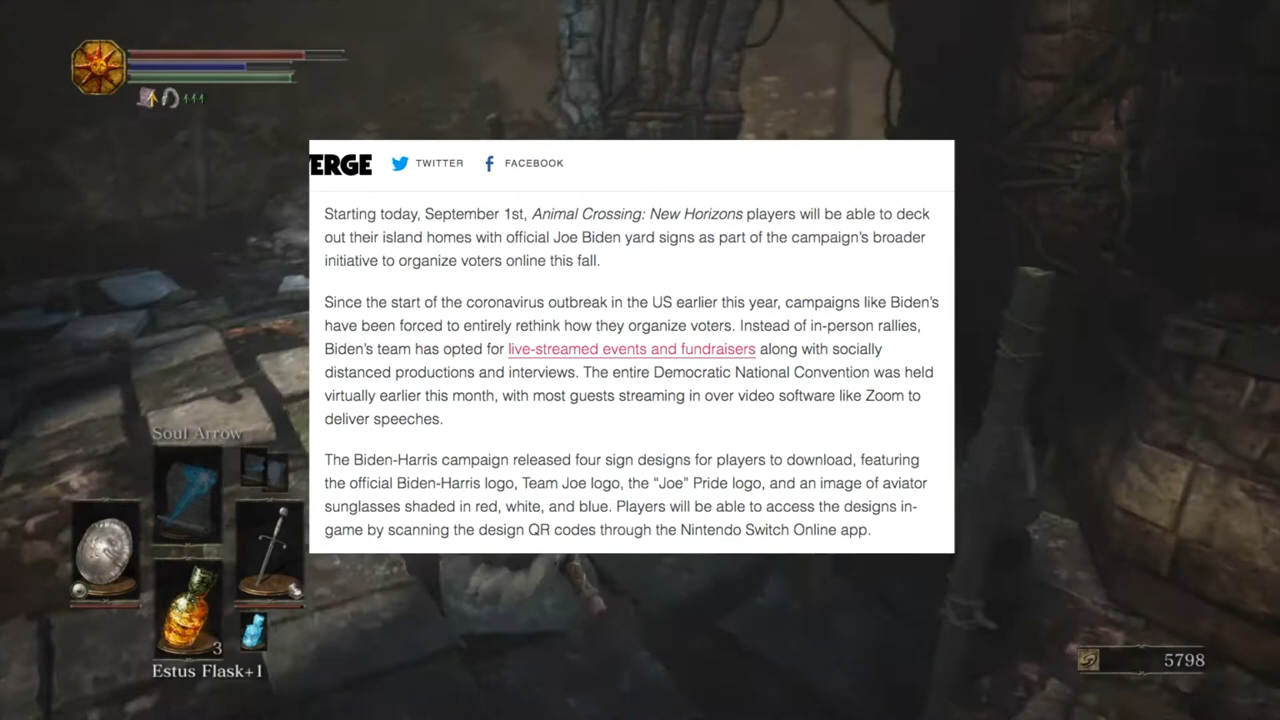 ERGE TWITTER FACEBOOK
Starting today, September 1st, Animal Crossing: New Horizons players will be able to deck
out their island homes with official Joe Biden yard signs as part of the campaign's broader
initiative to organize voters online this fall.
Since the start of the coronavirus outbreak in the US earlier this year, campaigns like Biden's
have been forced to entirely rethink how they organize voters. Instead of in-person rallies,
Biden's team has opted for live-streamed events and fundraisers along with socially
distanced productions and interviews. The entire Democratic National Convention was held
virtually earlier this month, with most guests streaming in over video software like Zoom to
deliver speeches.
The Biden-Harris campaign released four sign designs for players to download, featuring
the official Biden-Harris logo, Team Joe logo, the “Joe” Pride logo, and an image of aviator
sunglasses shaded in red, white, and blue. Players will be able to access the designs in-
game by scanning the design QR codes through the Nintendo Switch Online app.
Soul Arrow
3
Estus Flask+1
5798